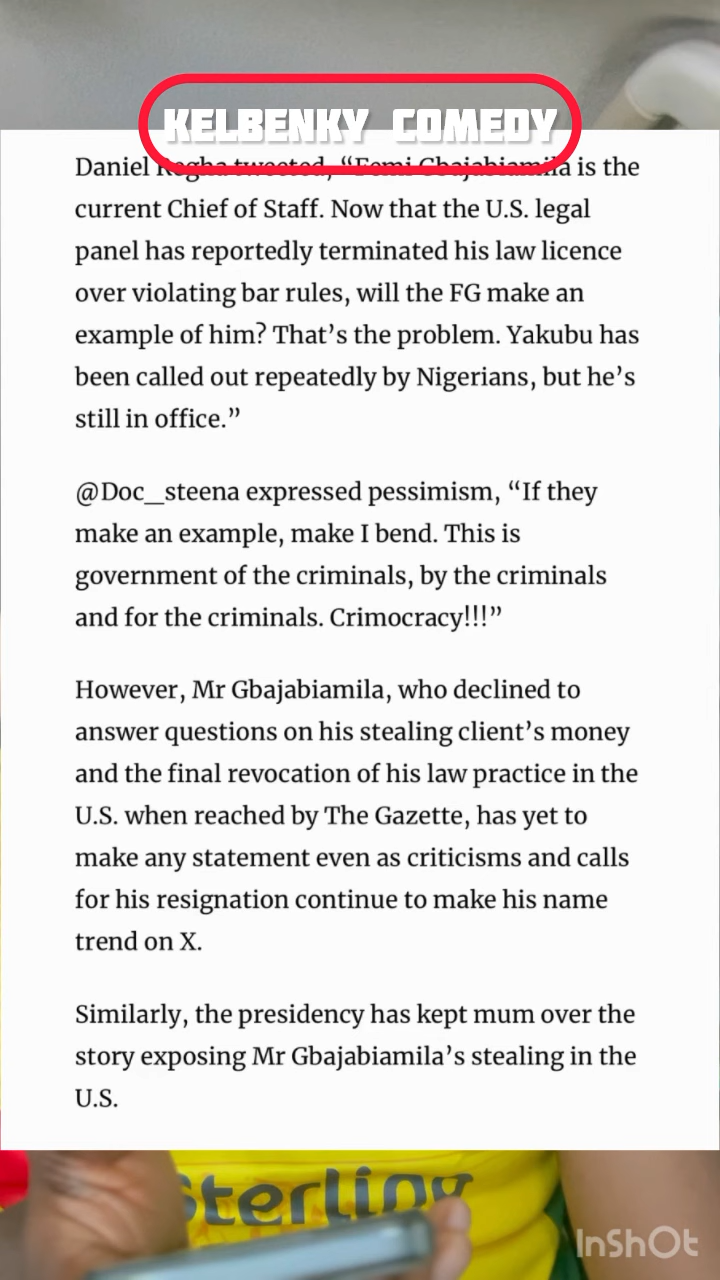 KELBENKY COMEDY
Daniel Regha tweeted, “Femi Gbajabiamila is the
current Chief of Staff. Now that the U.S. legal
panel has reportedly terminated his law licence
over violating bar rules, will the FG make an
example of him? That’s the problem. Yakubu has
been called out repeatedly by Nigerians, but he’s
still in office.”
@Doc_steena expressed pessimism, “If they
make an example, make I bend. This is
government of the criminals, by the criminals
and for the criminals. Crimocracy!!!”
However, Mr Gbajabiamila, who declined to
answer questions on his stealing client’s money
and the final revocation of his law practice in the
U.S. when reached by The Gazette, has yet to
make any statement even as criticisms and calls
for his resignation continue to make his name
trend on X.
Similarly, the presidency has kept mum over the
story exposing Mr Gbajabiamila’s stealing in the
U.S.
Sterling
InShOt